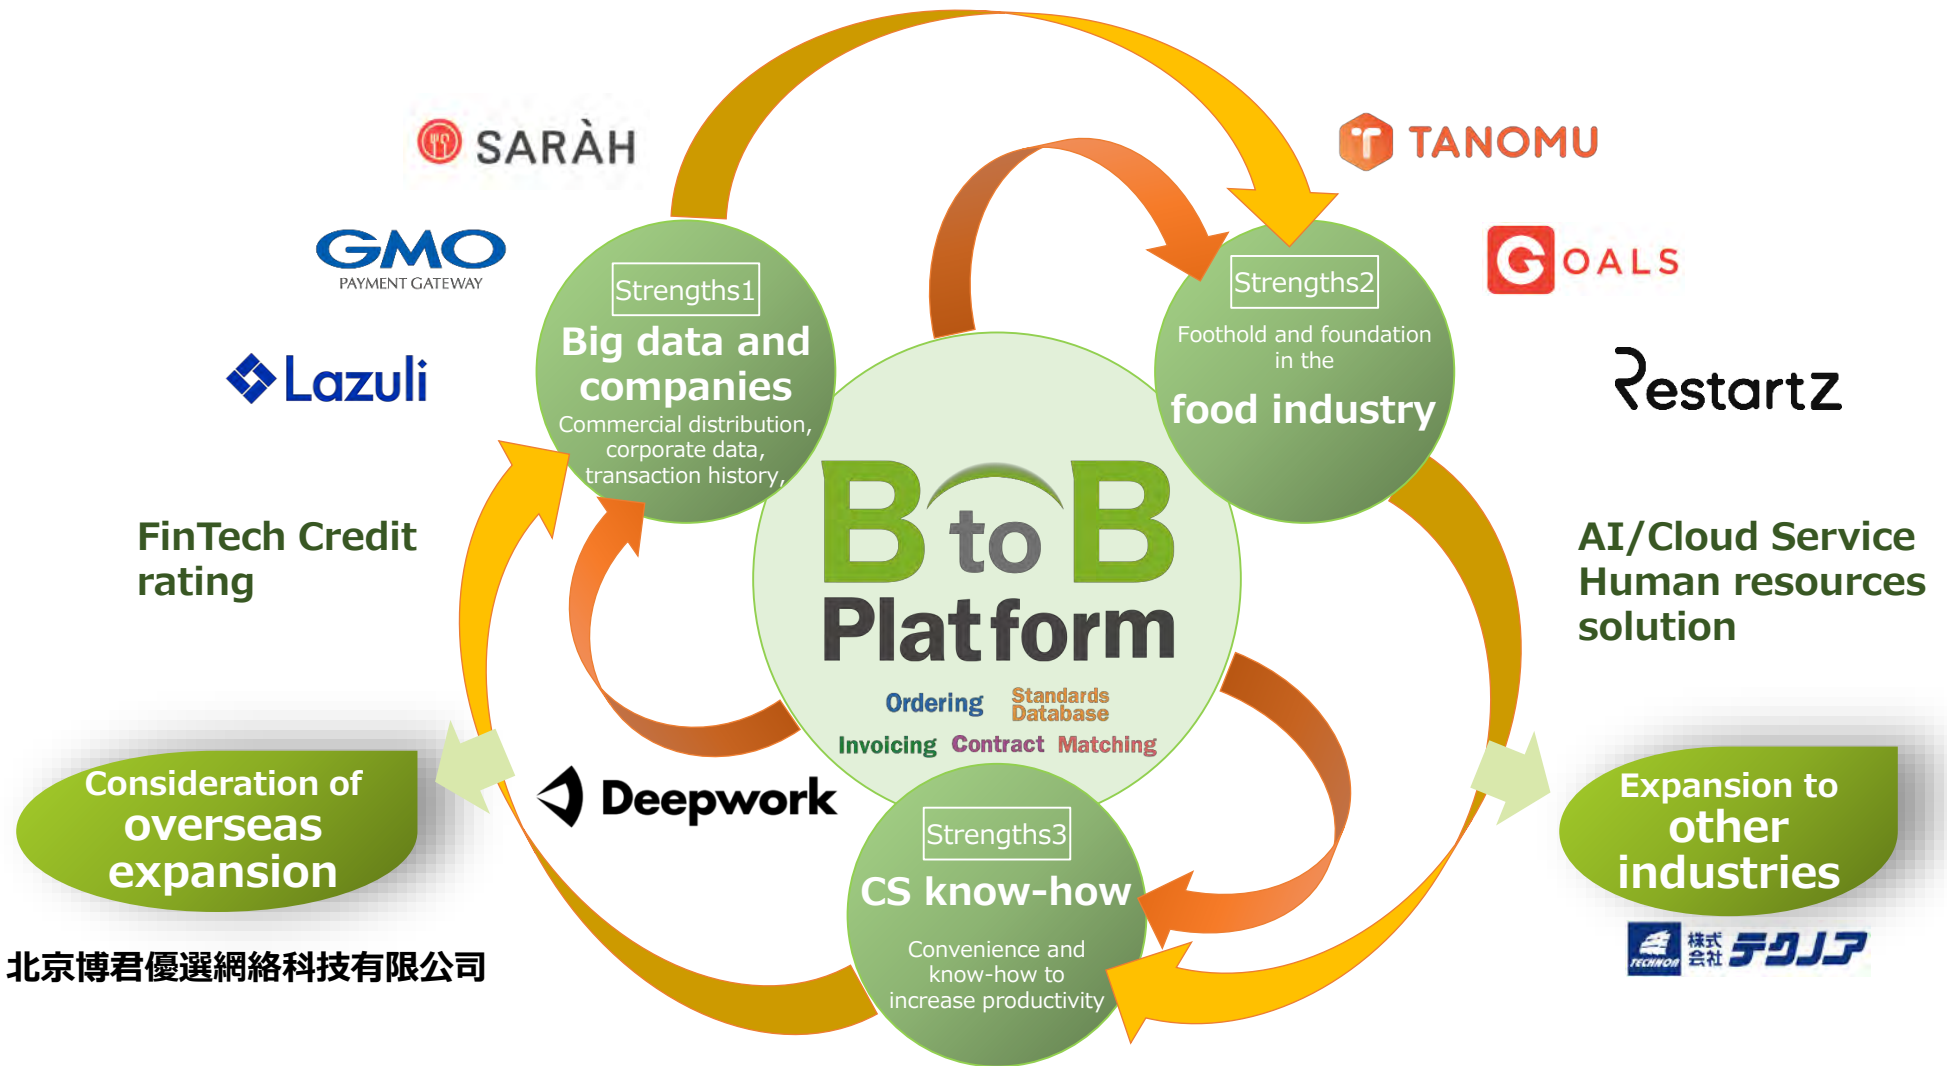 SARÀH
TANOMU
GMO
PAYMENT GATEWAY
GOALS
Lazuli
RestartZ
Strengths1
Big data and
companies
Commercial distribution,
corporate data,
transaction history,
Strengths2
Foothold and foundation
in the
food industry
B to B
Platform
Ordering
Standards
Database
Invoicing
Contract
Matching
FinTech Credit
rating
AI/Cloud Service
Human resources
solution
Consideration of
overseas
expansion
Deepwork
Strengths3
CS know-how
Convenience and
know-how to
increase productivity
Expansion to
other
industries
北京博君優選網絡科技有限公司
TECHNOA
株式
会社
テクノア